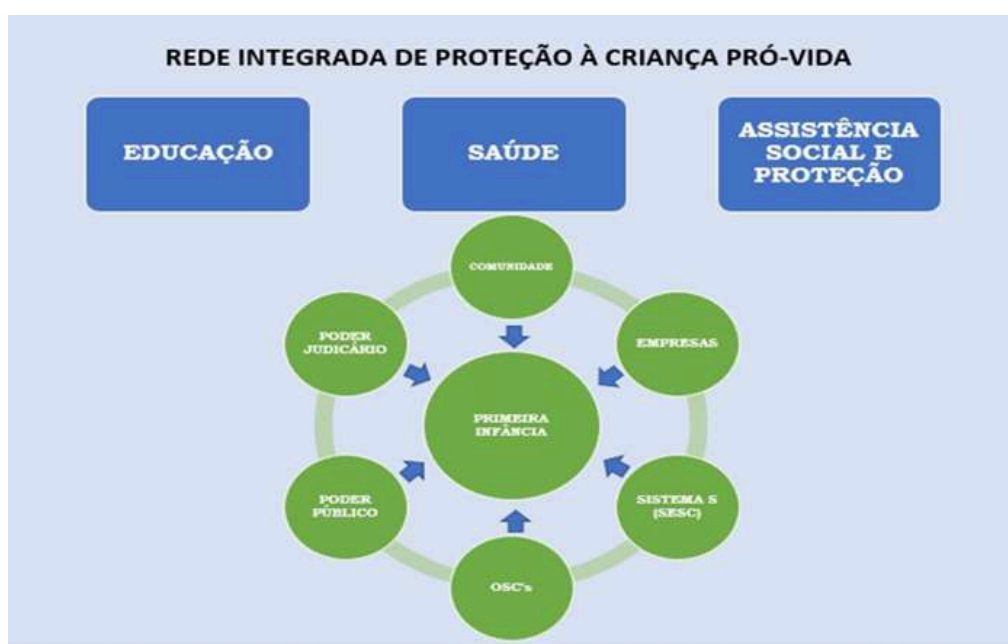 REDE INTEGRADA DE PROTEÇÃO À CRIANÇA PRÓ-VIDA
EDUCAÇÃO
SAÚDE
ASSISTÊNCIA
SOCIAL E
PROTEÇÃO
COMUNIDADE
PODER
JUDICÁRIO
EMPRESAS
PRIMEIRA
INFÂNCIA
PODER
PÚBLICO
SISTEMA S
(SESC)
OSC's